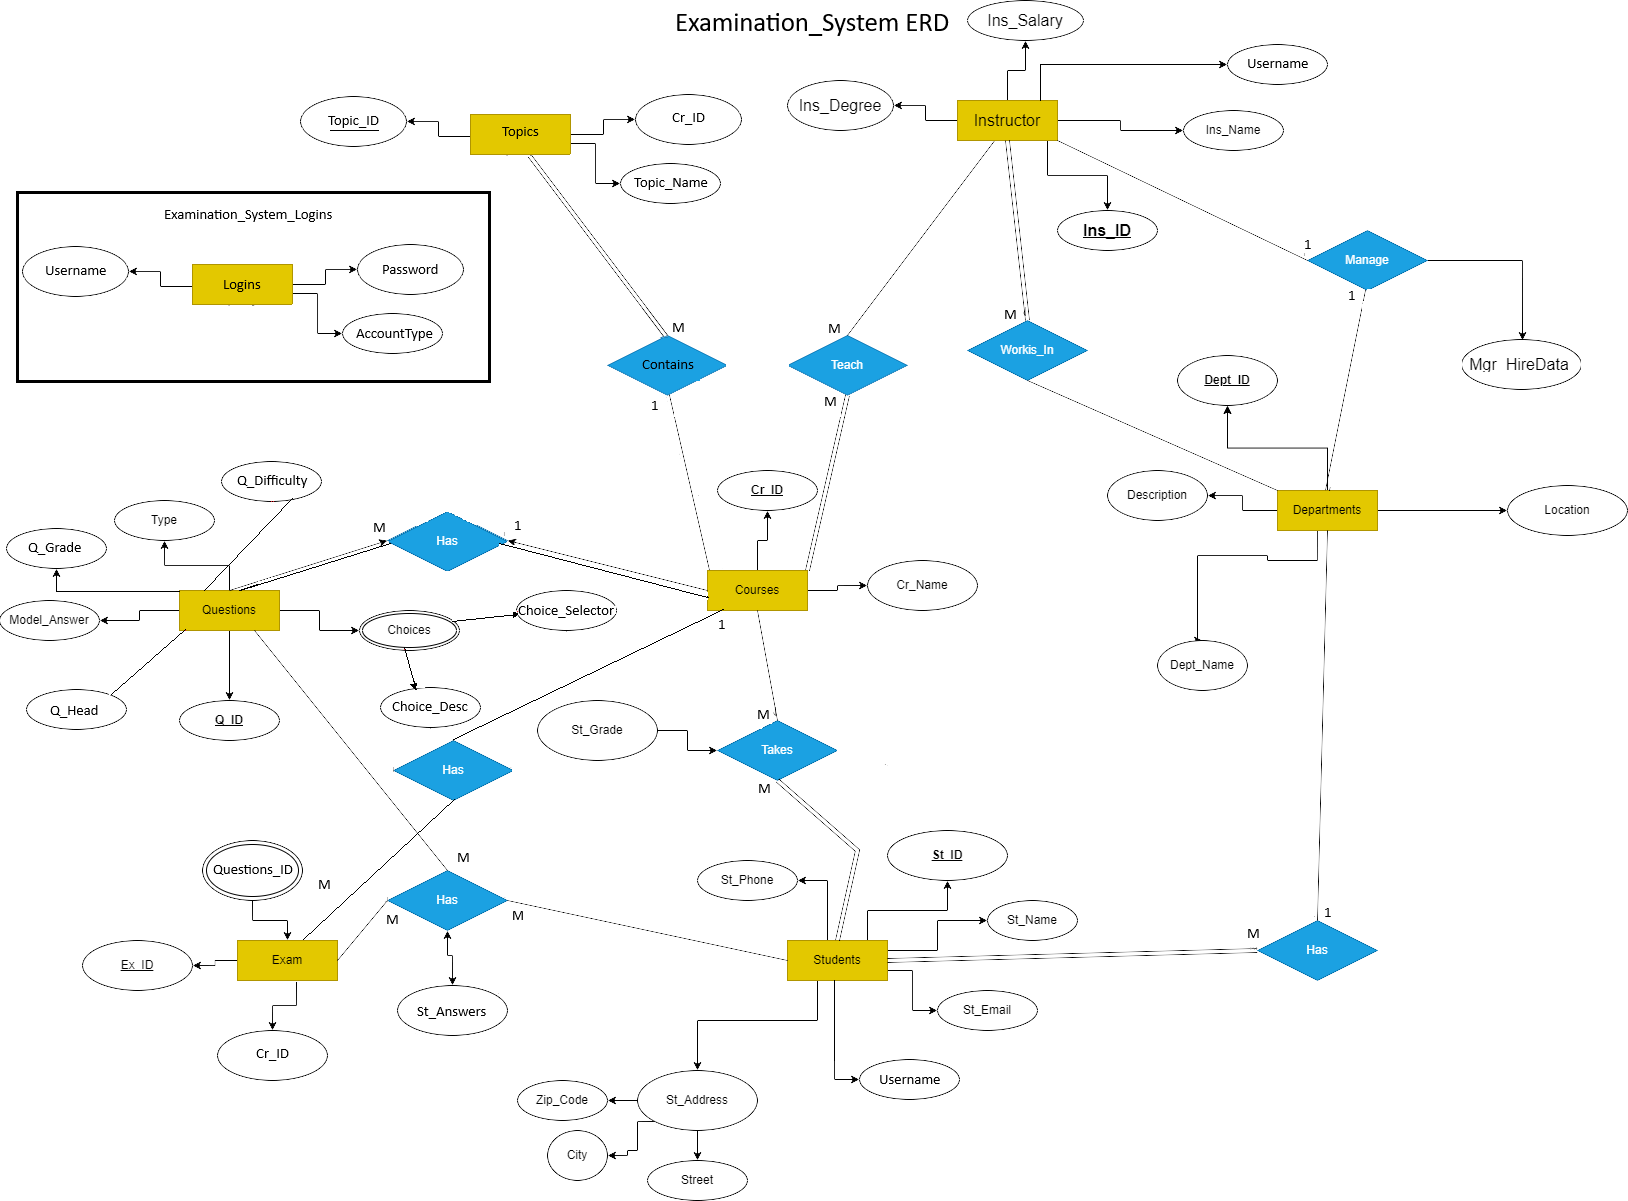 Examination_System ERD
Ins_Salary
Username
Ins_Degree
Instructor
Ins_Name
Ins_ID
Topic_ID
Topics
Cr_ID
Topic_Name
Examination_System_Logins
Username
Logins
Password
AccountType
1
Manage
1
Mgr_HireData
M
Contains
1
M
Teach
M
M
Workis_In
Dept_ID
Description
Departments
Location
Dept_Name
Q_Difficulty
Type
Q_Grade
Model_Answer
Questions
Q_Head
Q_ID
Choices
Choice_Selector
Choice_Desc
M
Has
1
Cr_ID
Courses
Cr_Name
1
Has
M
St_Grade
M
Takes
M
Questions_ID
Ex_ID
Exam
Cr_ID
M
Has
M
M
St_Answers
St_Phone
St_ID
St_Name
Students
St_Email
Username
St_Address
Zip_Code
City
Street
1
M
Has